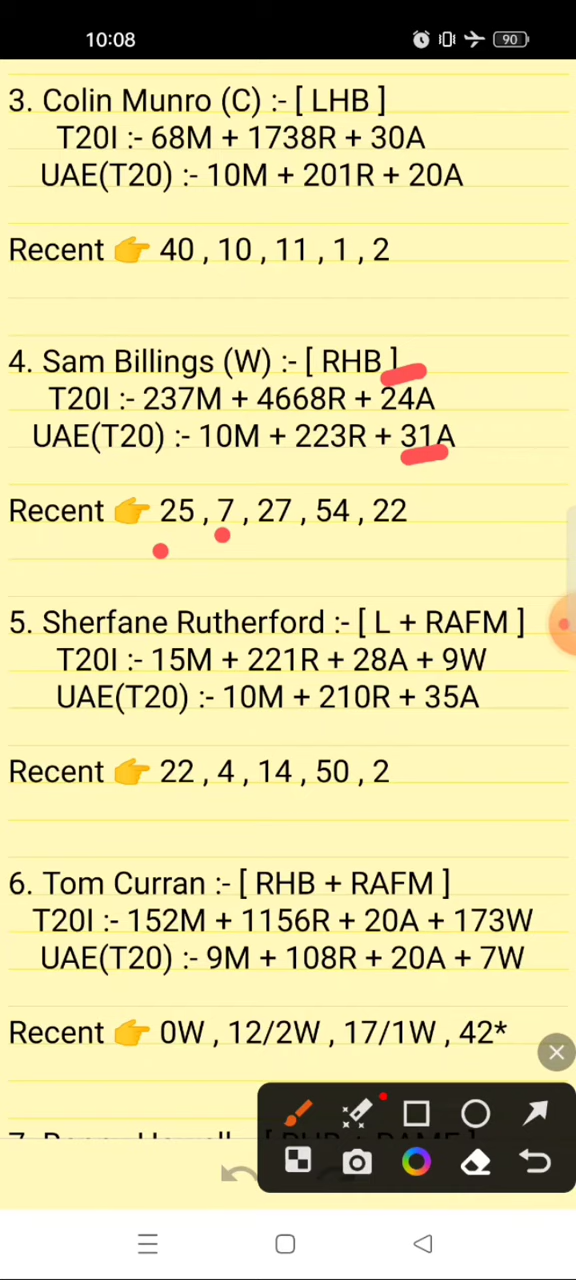 10:08
90
3. Colin Munro (C) :- [ LHB ]
T20I :- 68M + 1738R + 30A
UAE(T20) :- 10M + 201R + 20A
Recent 👉 40 , 10 , 11 , 1 , 2
4. Sam Billings (W) :- [ RHB ]
T20I :- 237M + 4668R + 24A
UAE(T20) :- 10M + 223R + 31A
Recent 👉 25 , 7 , 27 , 54 , 22
5. Sherfane Rutherford :- [ L + RAFM ]
T20I :- 15M + 221R + 28A + 9W
UAE(T20) :- 10M + 210R + 35A
Recent 👉 22 , 4 , 14 , 50 , 2
6. Tom Curran :- [ RHB + RAFM ]
T20I :- 152M + 1156R + 20A + 173W
UAE(T20) :- 9M + 108R + 20A + 7W
Recent 👉 0W , 12/2W , 17/1W , 42*